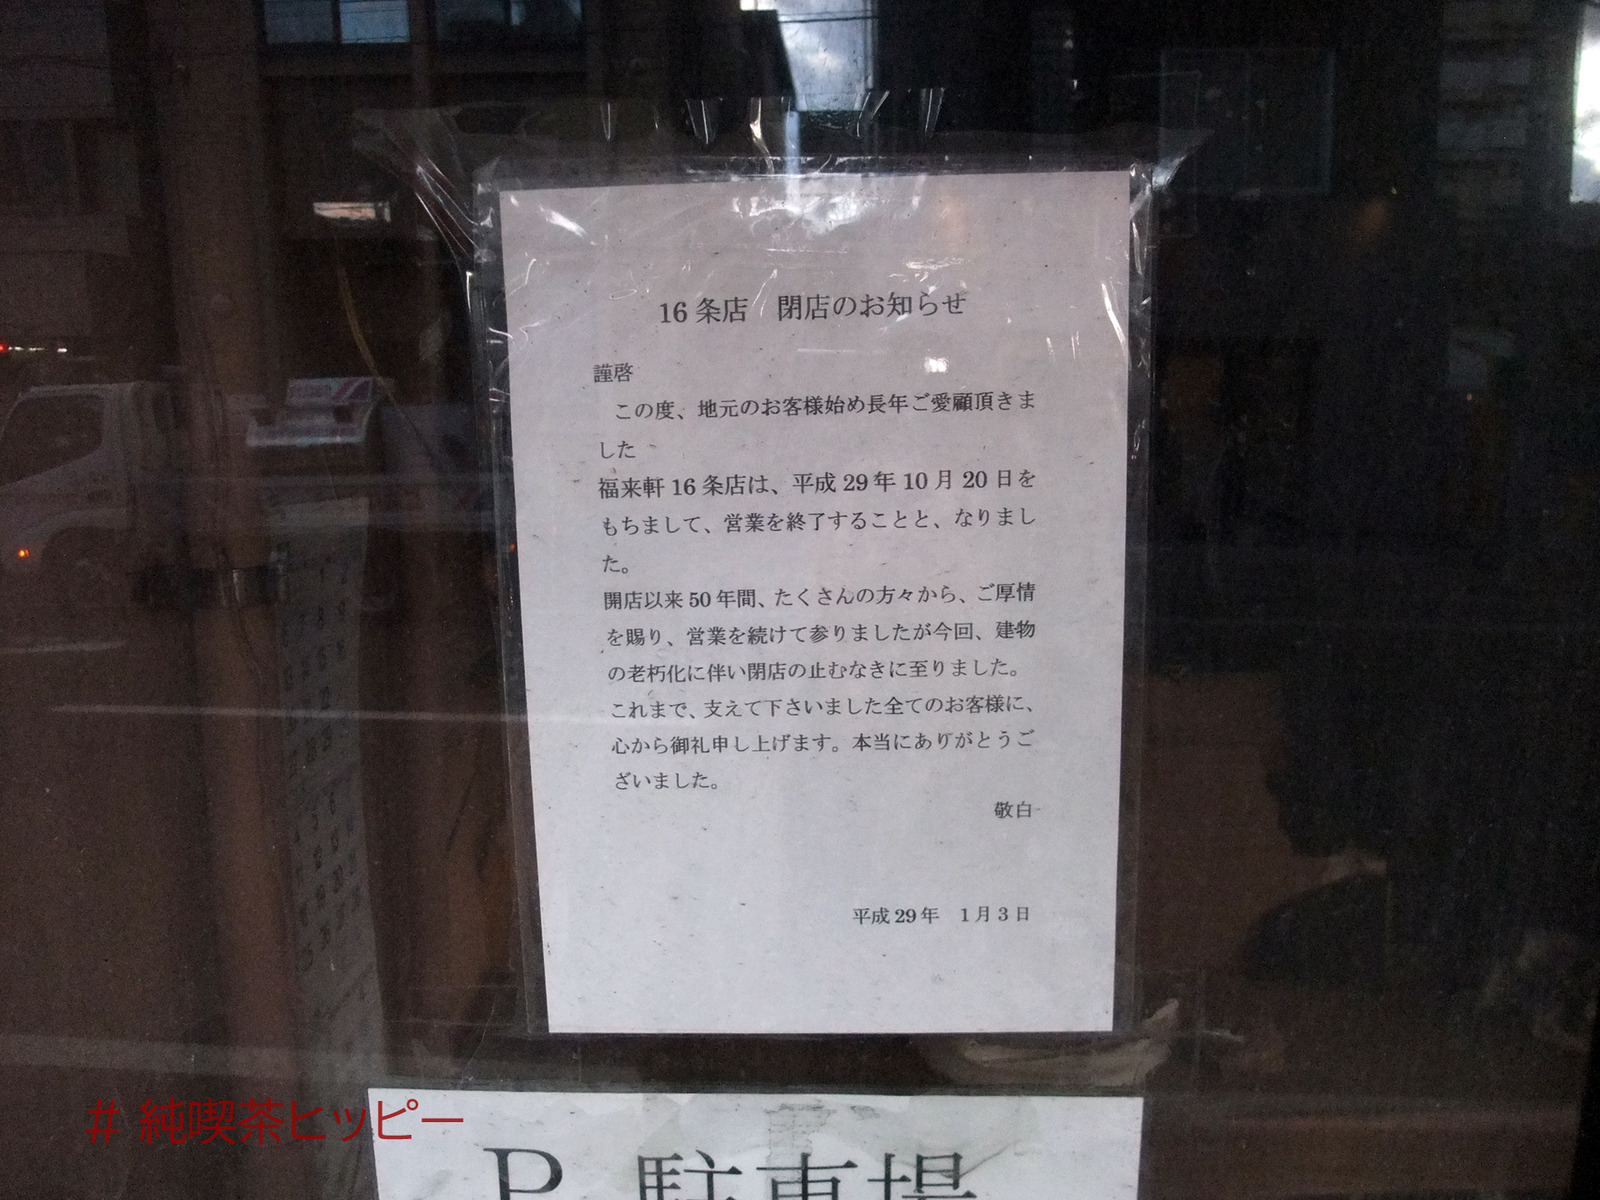 16条店　閉店のお知らせ
謹啓
この度、地元のお客様始め長年ご愛顧頂きま
した
福来軒16条店は、平成29年10月20日を
もちまして、営業を終了することと、なりまし
た。
開店以来50年間、たくさんの方々から、ご厚情
を賜り、営業を続けて参りましたが今回、建物
の老朽化に伴い閉店の止むなきに至りました。
これまで、支えて下さいました全てのお客様に、
心から御礼申し上げます。本当にありがとうご
ざいました。
敬白
平成29年　1月3日
P 駐車場
# 純喫茶ヒッピー